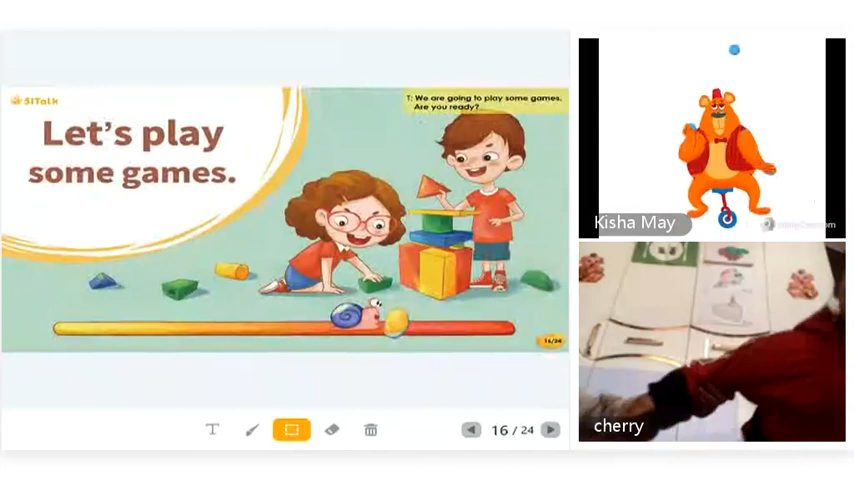 51Talk
T: We are going to play some games.
Are you ready?
Let's play
some games.
16/24
16 / 24
T
Kisha May
cherry